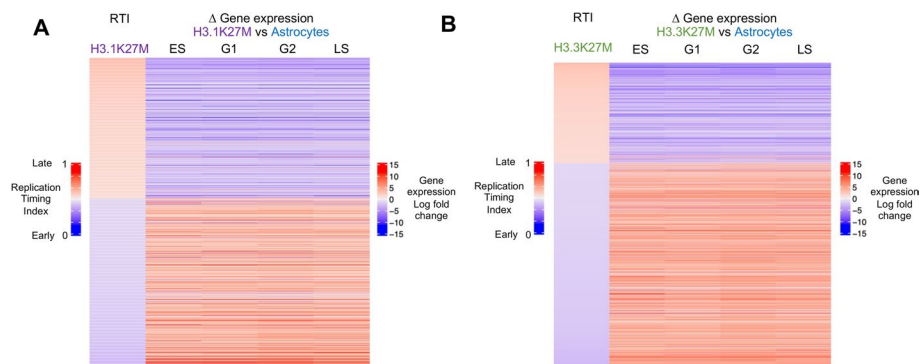 A
RTI
Δ Gene expression
H3.1K27M vs Astrocytes
H3.1K27M
ES G1 G2 LS
Late 1
Replication
Timing
Index
Early 0
15
10
5
0
−5
−10
−15
Gene
expression
Log fold
change
B
RTI
Δ Gene expression
H3.3K27M vs Astrocytes
H3.3K27M
ES G1 G2 LS
Late 1
Replication
Timing
Index
Early 0
15
10
5
0
−5
−10
−15
Gene
expression
Log fold
change